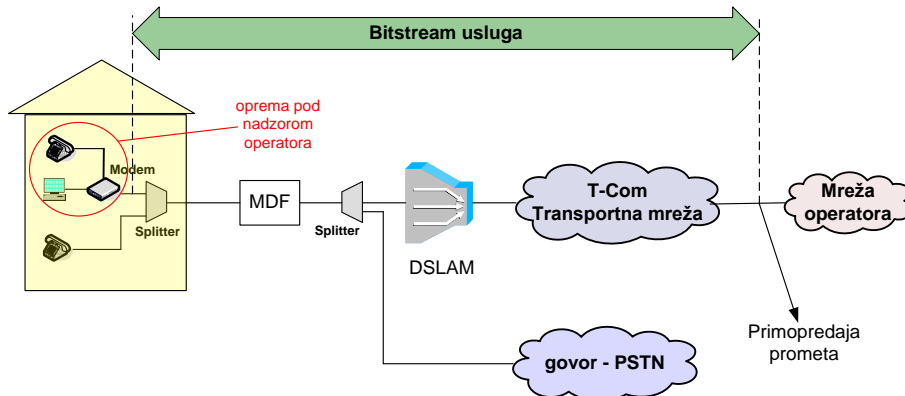 Bitstream usluga
oprema pod
nadzorom
operatora
Modem
Splitter
MDF
Splitter
DSLAM
T-Com
Transportna mreža
Mreža
operatora
Primopredaja
prometa
govor - PSTN